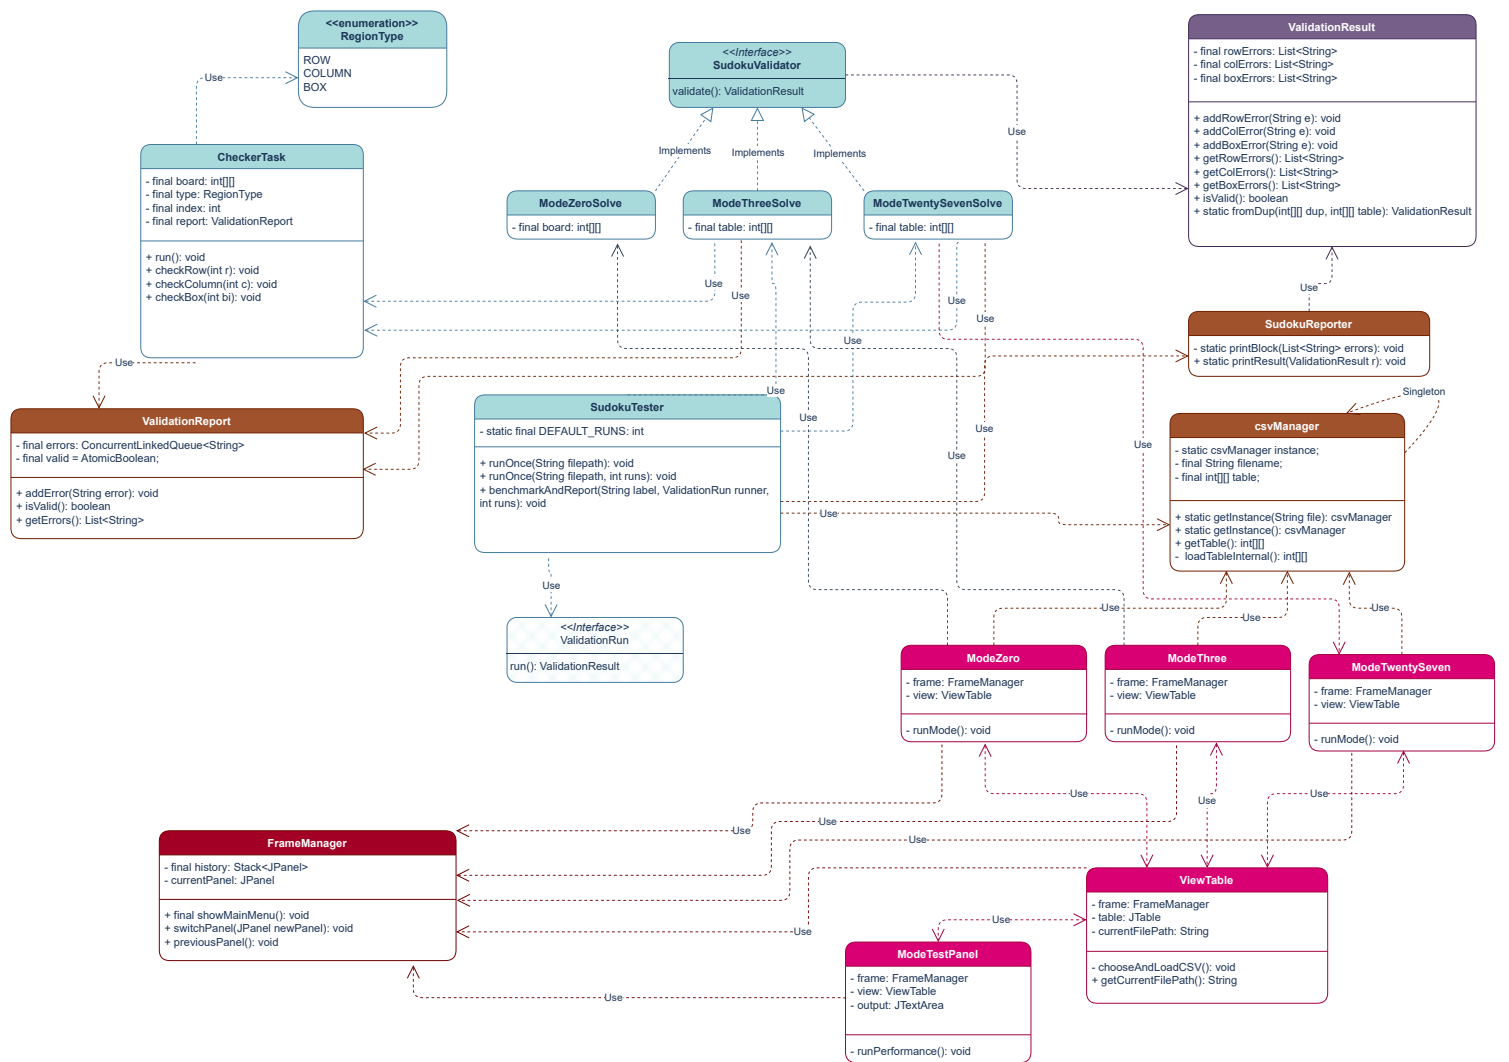 <<enumeration>>
RegionType
ROW
COLUMN
BOX
Use
<<Interface>>
SudokuValidator
validate(): ValidationResult
ValidationResult
- final rowErrors: List<String>
- final colErrors: List<String>
- final boxErrors: List<String>
+ addRowError(String e): void
+ addColError(String e): void
+ addBoxError(String e): void
+ getRowErrors(): List<String>
+ getColErrors(): List<String>
+ getBoxErrors(): List<String>
+ isValid(): boolean
+ static fromDup(int[][] dup, int[][] table): ValidationResult
Use
Implements
Implements
Implements
CheckerTask
- final board: int[][]
- final type: RegionType
- final index: int
- final report: ValidationReport
+ run(): void
+ checkRow(int r): void
+ checkColumn(int c): void
+ checkBox(int bi): void
ModeZeroSolve
- final board: int[][]
ModeThreeSolve
- final table: int[][]
ModeTwentySevenSolve
- final table: int[][]
Use
Use
Use
Use
Use
Use
Use
SudokuReporter
- static printBlock(List<String> errors): void
+ static printResult(ValidationResult r): void
Use
Use
Singleton
ValidationReport
- final errors: ConcurrentLinkedQueue<String>
- final valid = AtomicBoolean;
+ addError(String error): void
+ isValid(): boolean
+ getErrors(): List<String>
SudokuTester
- static final DEFAULT_RUNS: int
+ runOnce(String filepath): void
+ runOnce(String filepath, int runs): void
+ benchmarkAndReport(String label, ValidationRun runner,
int runs): void
csvManager
- static csvManager instance;
- final String filename;
- final int[][] table;
+ static getInstance(String file): csvManager
+ static getInstance(): csvManager
+ getTable(): int[][]
- loadTableInternal(): int[][]
Use
Use
Use
Use
Use
Use
Use
Use
Use
<<Interface>>
ValidationRun
run(): ValidationResult
ModeZero
- frame: FrameManager
- view: ViewTable
- runMode(): void
ModeThree
- frame: FrameManager
- view: ViewTable
- runMode(): void
ModeTwentySeven
- frame: FrameManager
- view: ViewTable
- runMode(): void
Use
Use
Use
Use
Use
Use
FrameManager
- final history: Stack<JPanel>
- currentPanel: JPanel
+ final showMainMenu(): void
+ switchPanel(JPanel newPanel): void
+ previousPanel(): void
ViewTable
- frame: FrameManager
- table: JTable
- currentFilePath: String
- chooseAndLoadCSV(): void
+ getCurrentFilePath(): String
Use
Use
Use
ModeTestPanel
- frame: FrameManager
- view: ViewTable
- output: JTextArea
- runPerformance(): void